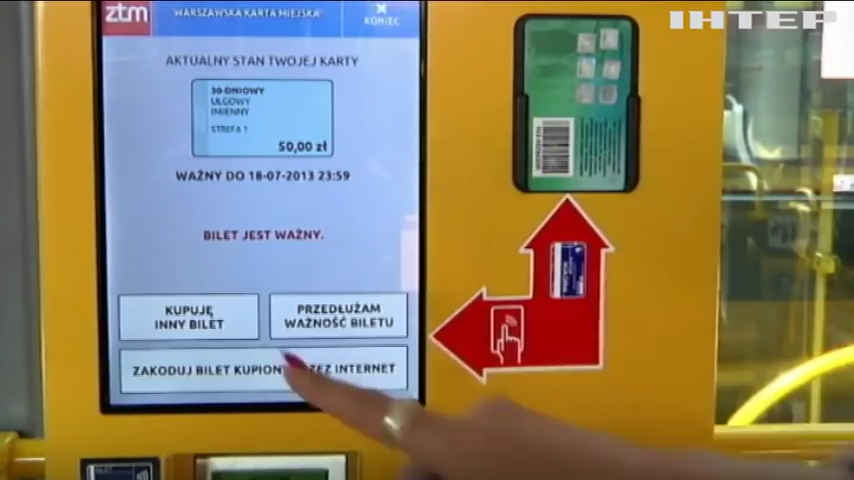 ІНТЕР
ztm
WARSZAWSKA KARTA MIEJSKA
KONIEC
AKTUALNY STAN TWOJEJ KARTY
30-DNIOWY
ULGOWY
IMIENNY
STREFA 1
50,00 zł
WAŻNY DO 18-07-2013 23:59
BILET JEST WAŻNY.
KUPUJĘ
INNY BILET
PRZEDŁUŻAM
WAŻNOŚĆ BILETU
ZAKODUJ BILET KUPION RZEZ INTERNET